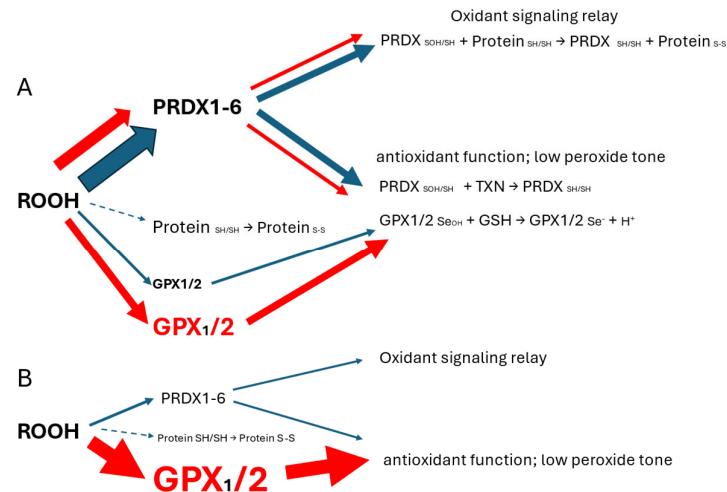 Oxidant signaling relay
PRDX SOH/SH + Protein SH/SH → PRDX SH/SH + Protein S-S
A
PRDX1-6
antioxidant function; low peroxide tone
PRDX SOH/SH + TXN → PRDX SH/SH
ROOH
Protein SH/SH → Protein S-S
GPX1/2 SeOH + GSH → GPX1/2 Se⁻ + H⁺
GPX1/2
GPX1/2
B
Oxidant signaling relay
PRDX1-6
ROOH
Protein SH/SH → Protein S-S
GPX1/2
antioxidant function; low peroxide tone